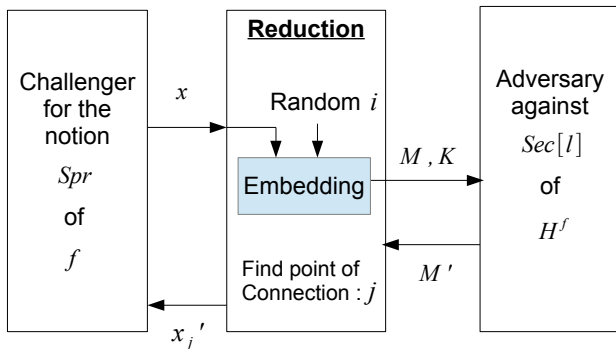 Challenger
for the
notion
Spr
of
f
x
x_j'
Reduction
Random i
Embedding
Find point of
Connection : j
M , K
M '
Adversary
against
Sec[l]
of
H^f